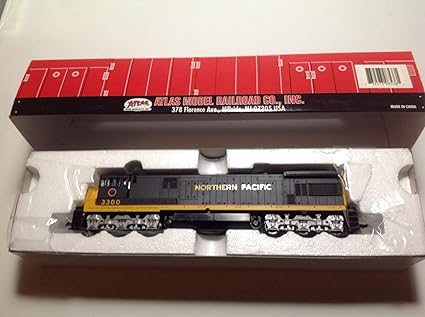 ATLAS
ATLAS MODEL RAILROAD CO., INC.
378 Florence Ave., Hillside, NJ 07205 USA
MADE IN CHINA
NORTHERN PACIFIC
3300